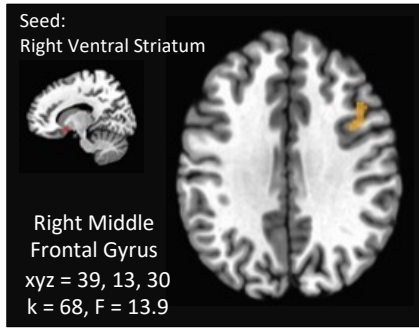 Seed:
Right Ventral Striatum
Right Middle
Frontal Gyrus
xyz = 39, 13, 30
k = 68, F = 13.9